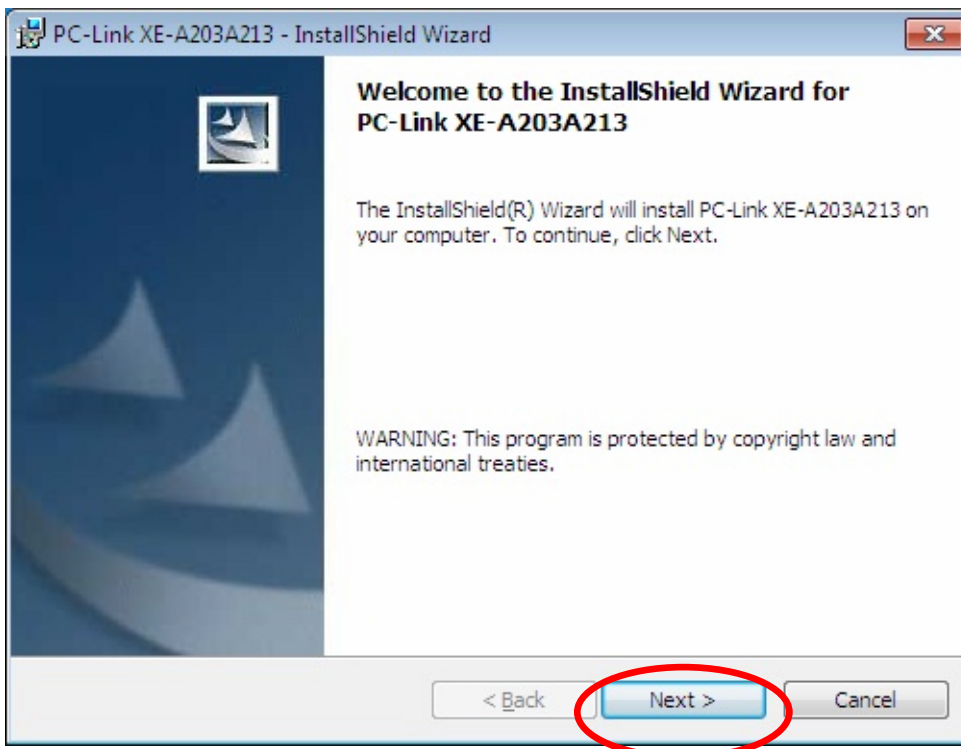 PC-Link XE-A203A213 - InstallShield Wizard
Welcome to the InstallShield Wizard for
PC-Link XE-A203A213
The InstallShield(R) Wizard will install PC-Link XE-A203A213 on
your computer. To continue, click Next.
WARNING: This program is protected by copyright law and
international treaties.
< Back Next > Cancel